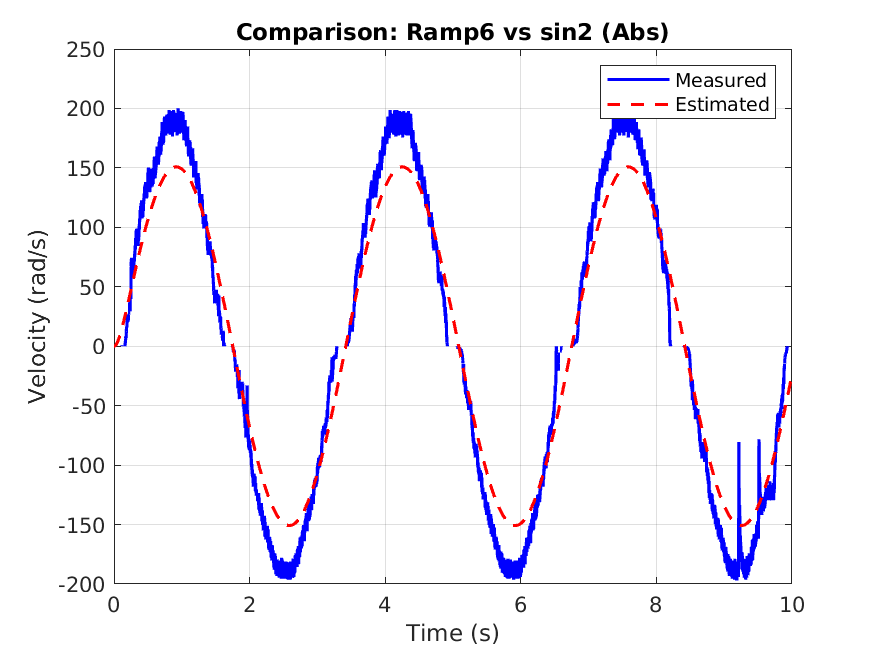 Comparison: Ramp6 vs sin2 (Abs)
Measured
Estimated
250
200
150
100
50
0
-50
-100
-150
-200
Velocity (rad/s)
0 2 4 6 8 10
Time (s)